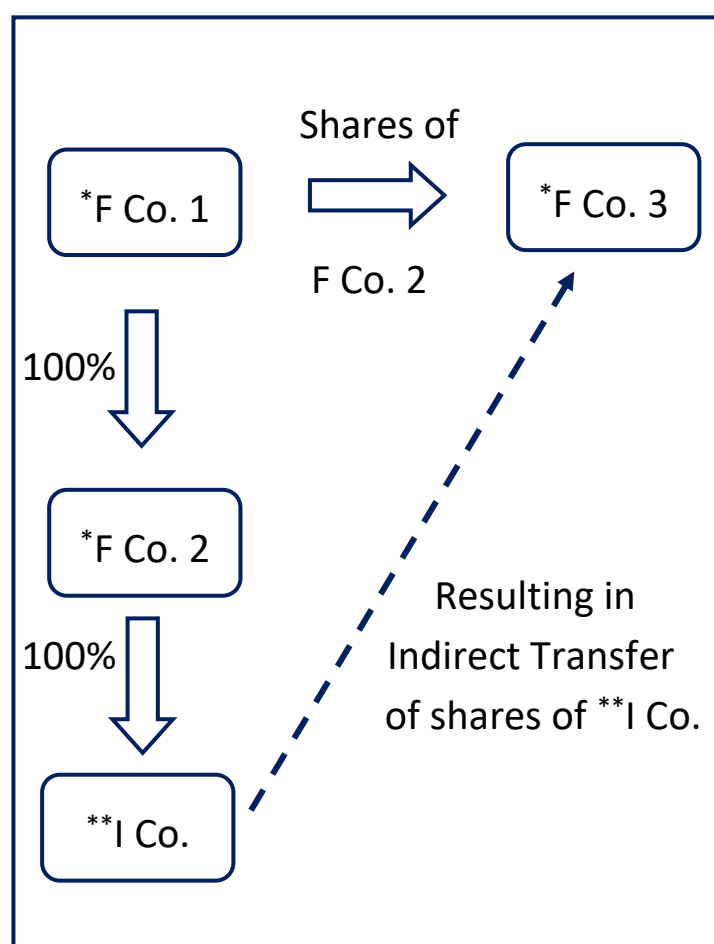 Shares of
*F Co. 1
*F Co. 3
F Co. 2
100%
*F Co. 2
100%
Resulting in
Indirect Transfer
of shares of **I Co.
**I Co.